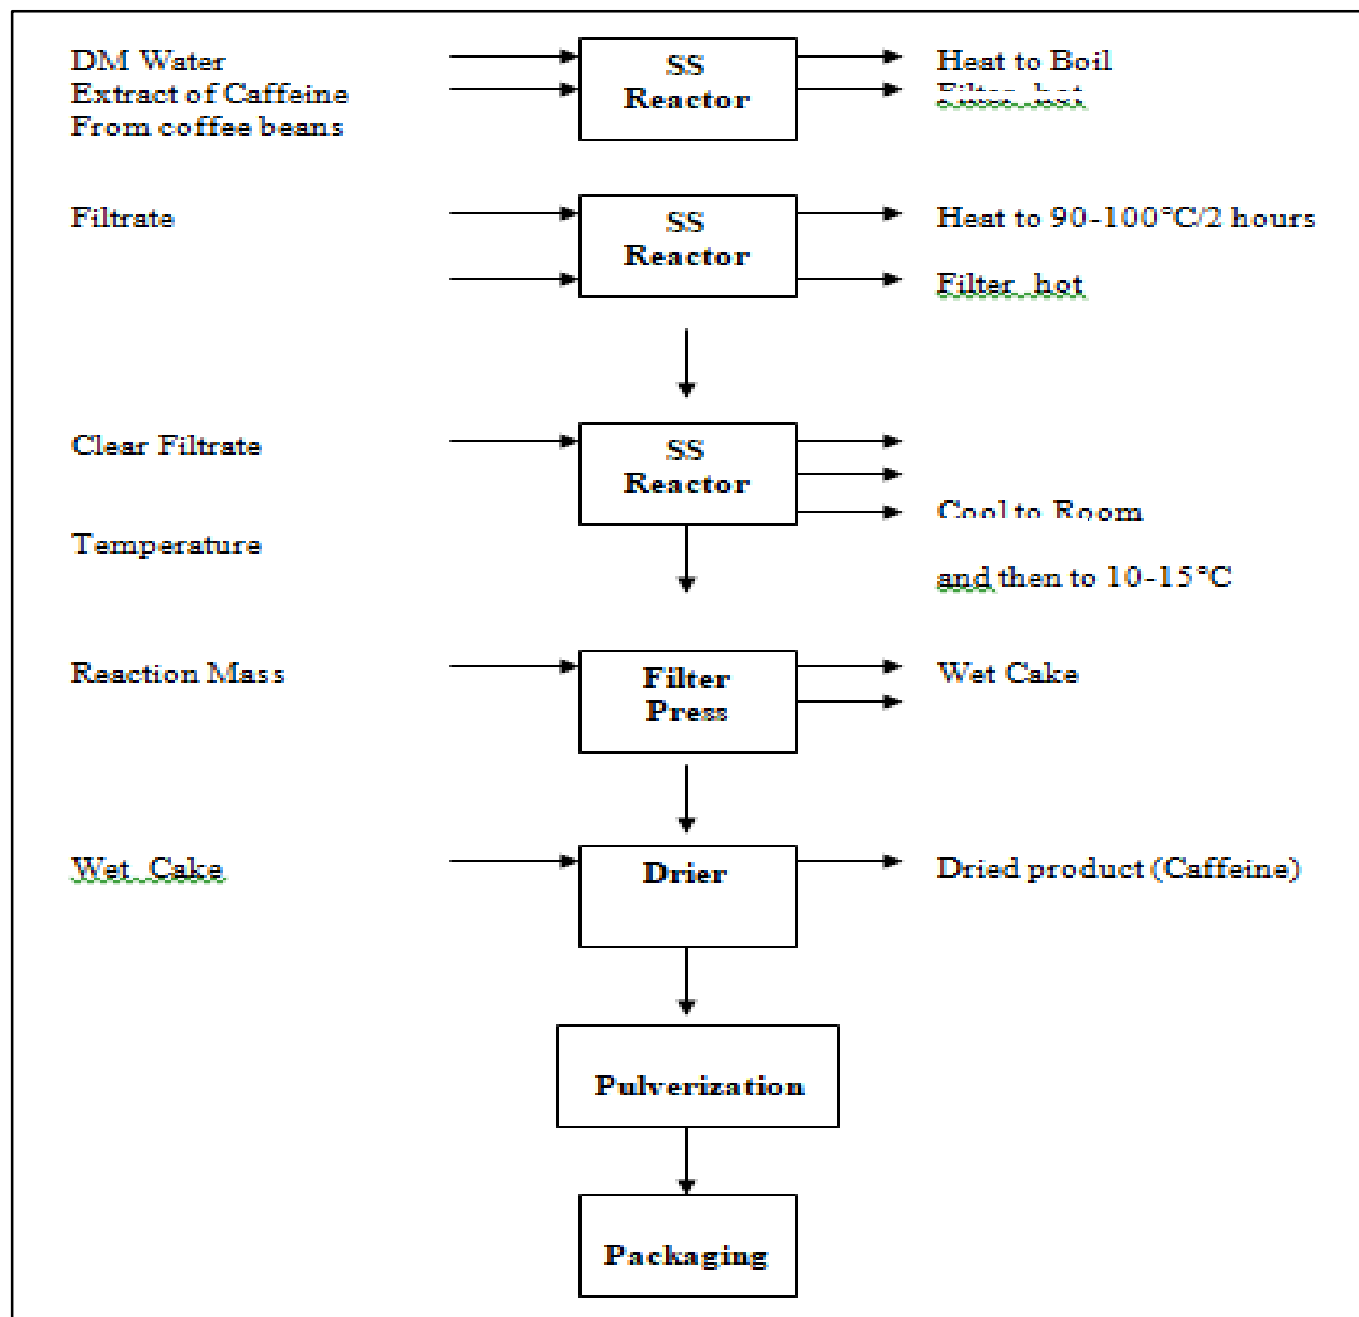 DM Water
SS
Heat to Boil
Extract of Caffeine
Reactor
Filter hot
From coffee beans
Filtrate
SS
Heat to 90-100°C/2 hours
Reactor
Filter hot
Clear Filtrate
SS
Reactor
Cool to Room
Temperature
and then to 10-15°C
Reaction Mass
Filter
Wet Cake
Press
Wet Cake
Drier
Dried product (Caffeine)
Pulverization
Packaging